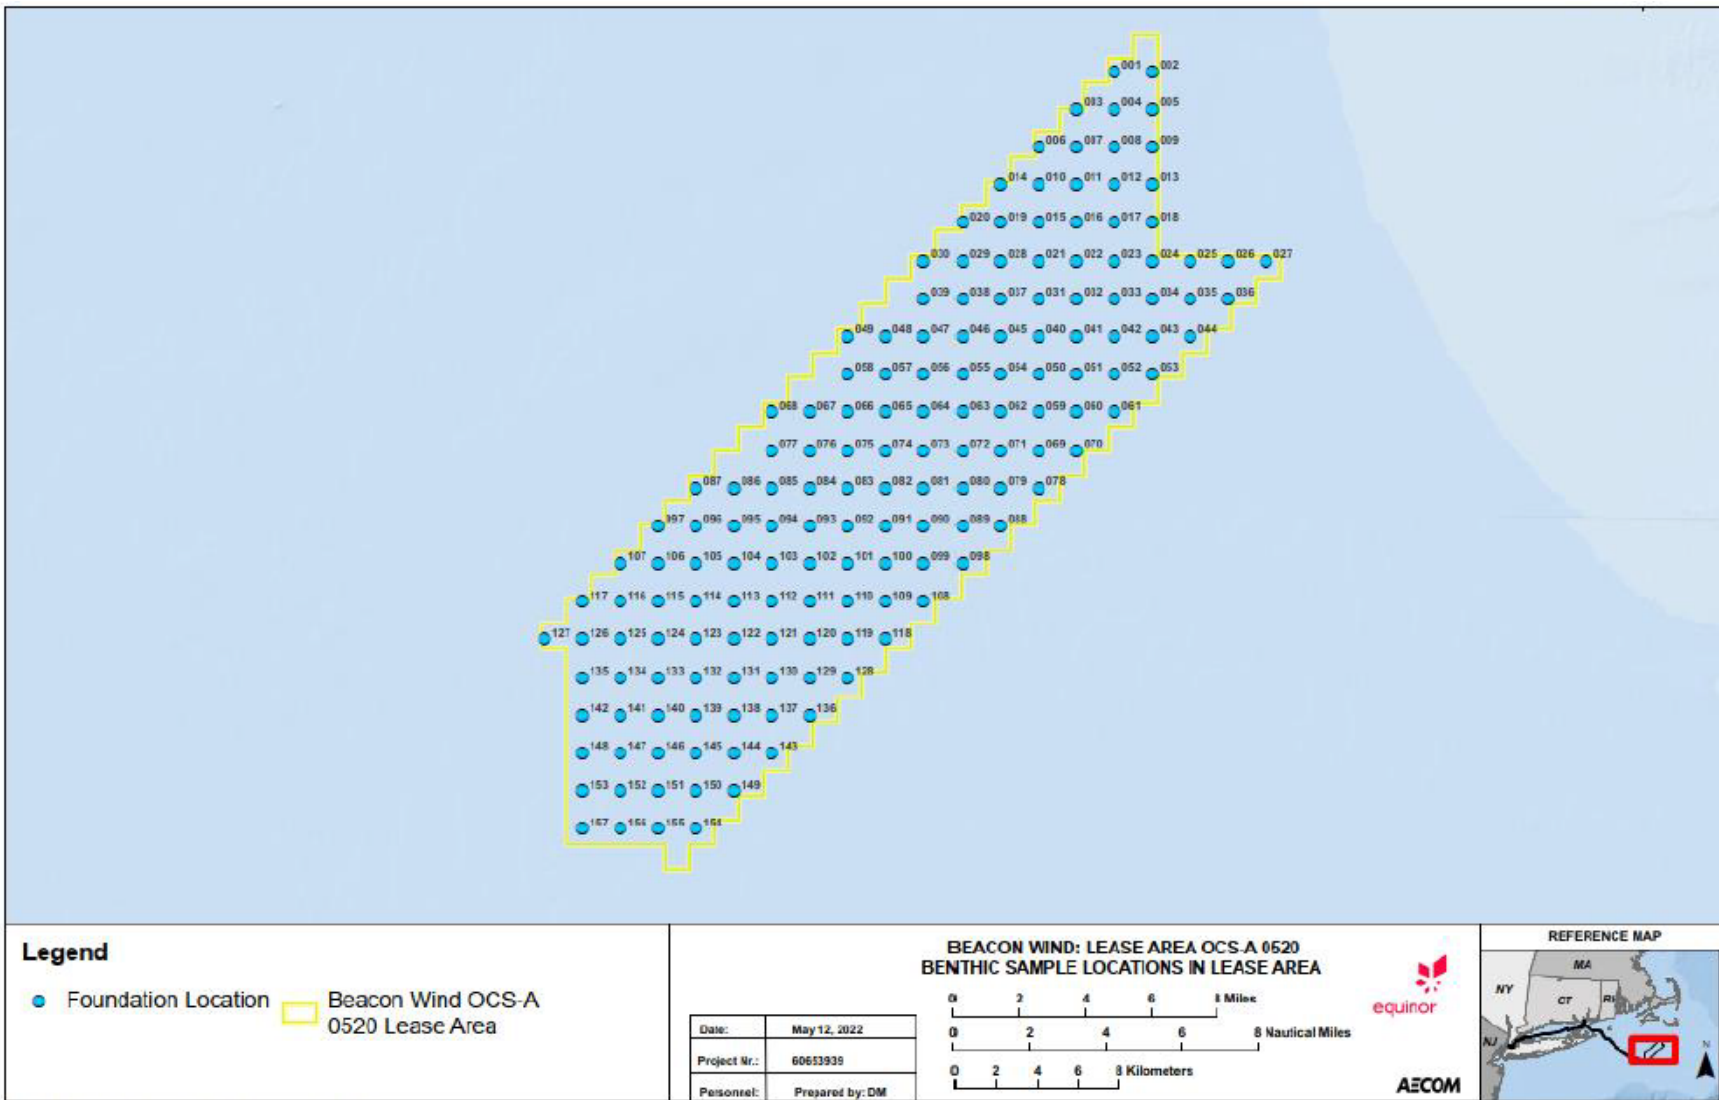 001 002
003 004 005
006 007 008 009
014 010 011 012 013
020 019 015 016 017 018
030 029 028 021 022 023 024 025 026 027
039 038 037 031 032 033 034 035 036
049 048 047 046 045 040 041 042 043 044
058 057 056 055 054 050 051 052 053
068 067 066 065 064 063 062 059 060 061
077 076 075 074 073 072 071 069 070
087 086 085 084 083 082 081 080 079 078
097 096 095 094 093 092 091 090 089 088
107 106 105 104 103 102 101 100 099 098
117 116 115 114 113 112 111 110 109 108
127 126 125 124 123 122 121 120 119 118
135 134 133 132 131 130 129 128
142 141 140 139 138 137 136
148 147 146 145 144 143
153 152 151 150 149
157 156 155 154
Legend
Foundation Location
Beacon Wind OCS-A
0520 Lease Area
BEACON WIND: LEASE AREA OCS-A 0520
BENTHIC SAMPLE LOCATIONS IN LEASE AREA
0 2 4 6 8 Miles
0 2 4 6 8 Nautical Miles
0 2 4 6 8 Kilometers
Date: May 12, 2022
Project Nr.: 60653939
Personnel: Prepared by: DM
equinor
AECOM
REFERENCE MAP
MA
NY
CT
RI
NJ
N